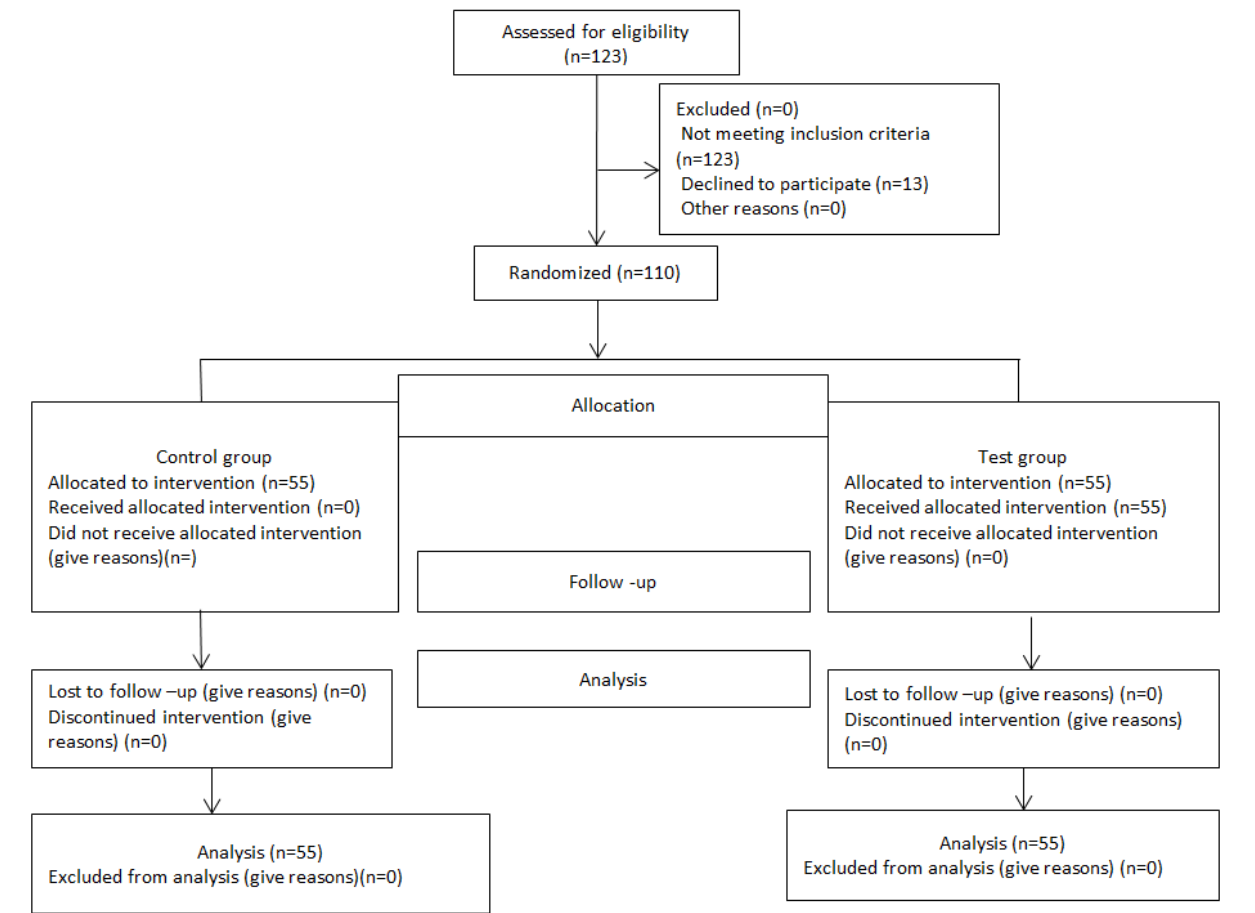 Assessed for eligibility
(n=123)
Excluded (n=0)
Not meeting inclusion criteria
(n=123)
Declined to participate (n=13)
Other reasons (n=0)
Randomized (n=110)
Allocation
Control group
Allocated to intervention (n=55)
Received allocated intervention (n=0)
Did not receive allocated intervention
(give reasons)(n=)
Test group
Allocated to intervention (n=55)
Received allocated intervention (n=55)
Did not receive allocated intervention
(give reasons) (n=0)
Follow -up
Lost to follow –up (give reasons) (n=0)
Discontinued intervention (give
reasons) (n=0)
Analysis
Lost to follow –up (give reasons) (n=0)
Discontinued intervention (give reasons)
(n=0)
Analysis (n=55)
Excluded from analysis (give reasons)(n=0)
Analysis (n=55)
Excluded from analysis (give reasons) (n=0)